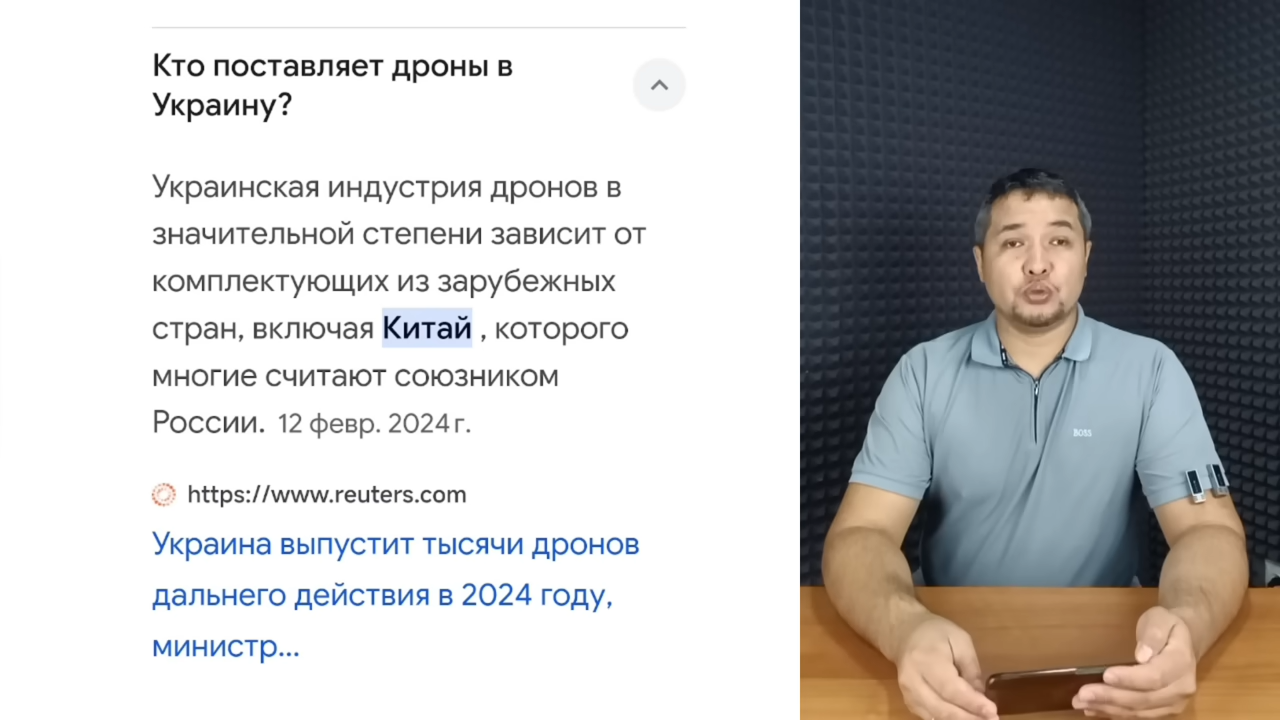 Кто поставляет дроны в
Украину?
Украинская индустрия дронов в
значительной степени зависит от
комплектующих из зарубежных
стран, включая Китай , которого
многие считают союзником
России. 12 февр. 2024 г.
https://www.reuters.com
Украина выпустит тысячи дронов
дальнего действия в 2024 году,
министр...
BOSS